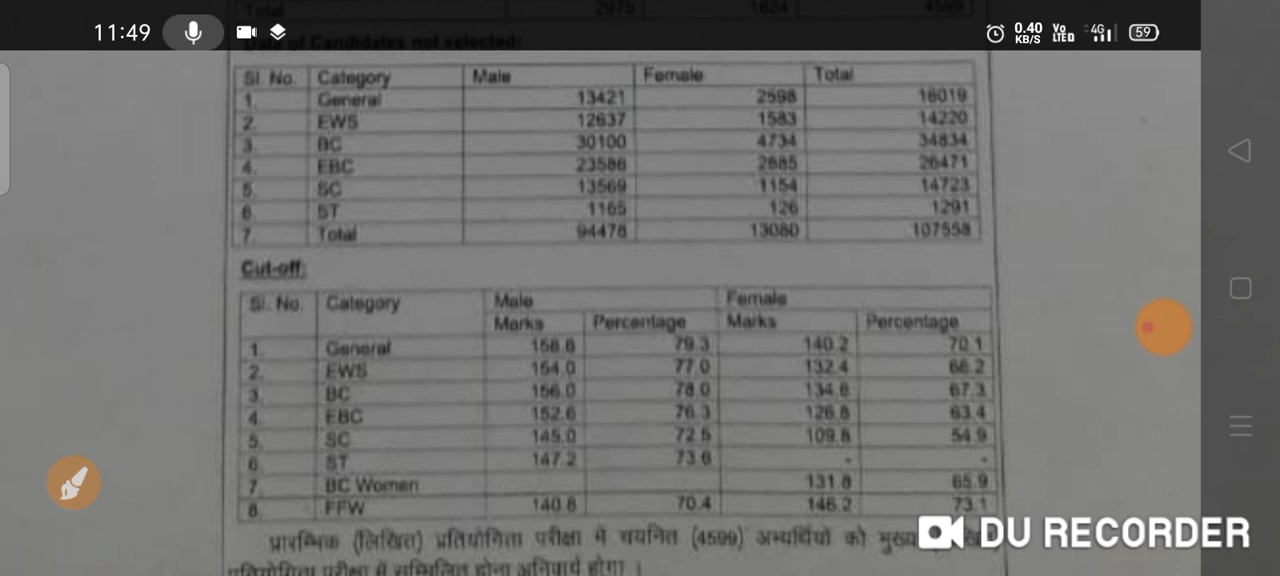 11:49 0.40 KB/S Vo LTE 4G 59
Total 2975 1624 4599
Data of Candidates not selected:
Sl. No. Category Male Female Total
1. General 13421 2598 16019
2. EWS 12637 1583 14220
3. BC 30100 4734 34834
4. EBC 23586 2885 26471
5. SC 13569 1154 14723
6. ST 1165 126 1291
7. Total 94478 13080 107558
Cut-off:
Sl. No. Category Male Female
Marks Percentage Marks Percentage
1. General 158.6 79.3 140.2 70.1
2. EWS 154.0 77.0 132.4 66.2
3. BC 156.0 78.0 134.6 67.3
4. EBC 152.6 76.3 126.8 63.4
5. SC 145.0 72.5 109.8 54.9
6. ST 147.2 73.6 - -
7. BC Women 131.8 65.9
8. FFW 140.8 70.4 146.2 73.1
DU RECORDER
प्रारम्भिक (लिखित) प्रतियोगिता परीक्षा में चयनित (4599) अभ्यर्थियों को
प्रतियोगिता परीक्षा में सम्मिलित होना अनिवार्य होगा ।